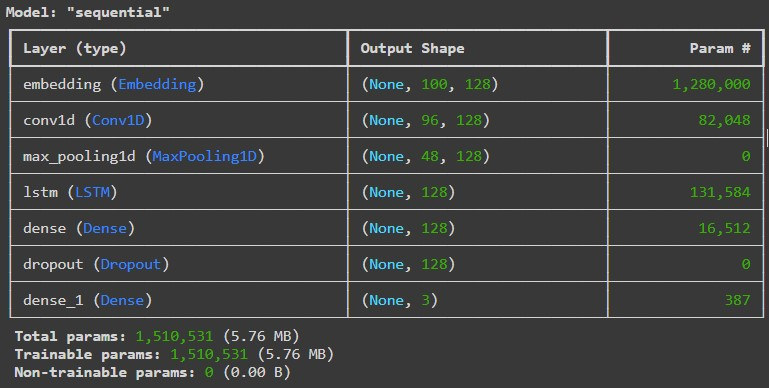 Model: "sequential"
Layer (type) Output Shape Param #
embedding (Embedding) (None, 100, 128) 1,280,000
conv1d (Conv1D) (None, 96, 128) 82,048
max_pooling1d (MaxPooling1D) (None, 48, 128) 0
lstm (LSTM) (None, 128) 131,584
dense (Dense) (None, 128) 16,512
dropout (Dropout) (None, 128) 0
dense_1 (Dense) (None, 3) 387
Total params: 1,510,531 (5.76 MB)
Trainable params: 1,510,531 (5.76 MB)
Non-trainable params: 0 (0.00 B)